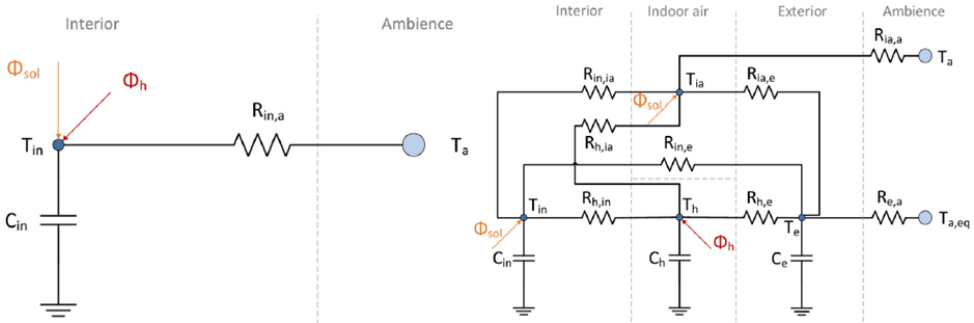 Interior
Ambience
Φsol
Φh
Rin,a
Tin
Ta
Cin
Interior
Indoor air
Exterior
Ambience
Ria,a
Ta
Rin,ia
Tia
Ria,e
Φsol
Rh,ia
Rin,e
Tin
Rh,in
Th
Rh,e
Te
Re,a
Ta,eq
Φsol
Φh
Cin
Ch
Ce